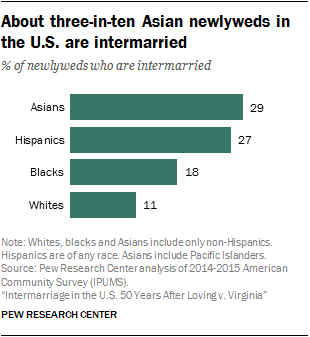 About three-in-ten Asian newlyweds in
the U.S. are intermarried
% of newlyweds who are intermarried
Asians 29
Hispanics 27
Blacks 18
Whites 11
Note: Whites, blacks and Asians include only non-Hispanics.
Hispanics are of any race. Asians include Pacific Islanders.
Source: Pew Research Center analysis of 2014-2015 American
Community Survey (IPUMS).
“Intermarriage in the U.S. 50 Years After Loving v. Virginia”
PEW RESEARCH CENTER